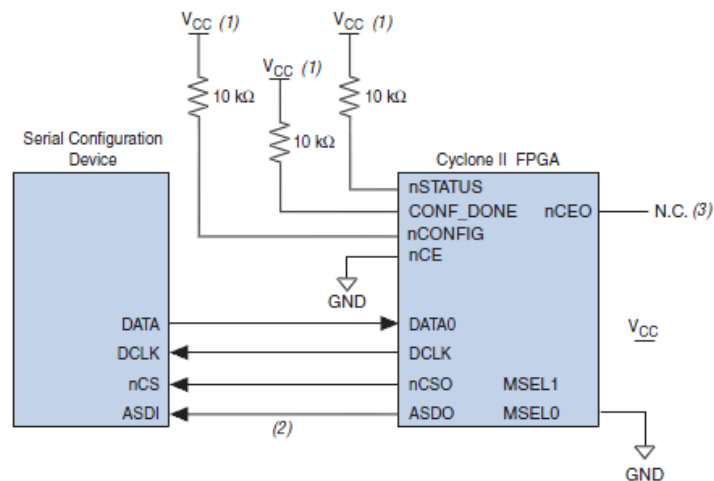 VCC (1)
VCC (1)
VCC (1)
10 kΩ
10 kΩ
10 kΩ
Serial Configuration
Device
Cyclone II FPGA
nSTATUS
CONF_DONE
nCEO
N.C. (3)
nCONFIG
nCE
GND
DATA
DATA0
VCC
DCLK
DCLK
nCS
nCSO
MSEL1
ASDI
(2)
ASDO
MSEL0
GND